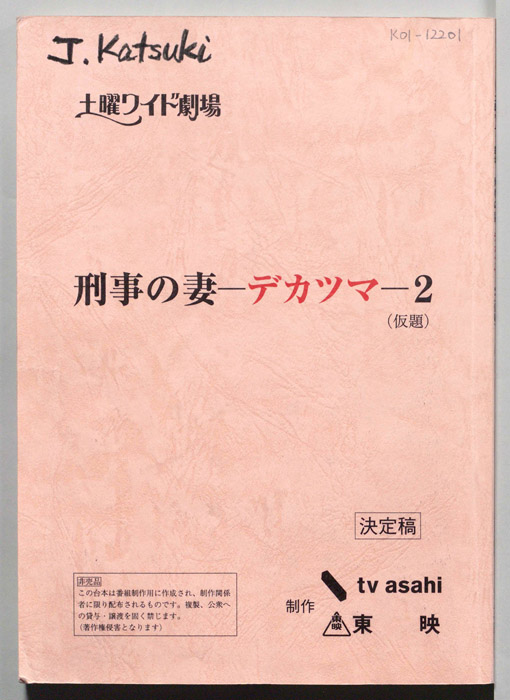 J. Katsuki
K01-12201
土曜ワイド劇場
刑事の妻―デカツマ―2
(仮題)
決定稿
非売品
この台本は番組制作用に作成され、制作関係
者に限り配布されるものです。複製、公衆へ
の貸与・譲渡を固く禁じます。
(著作権侵害となります)
制作
tv asahi
東映 東映